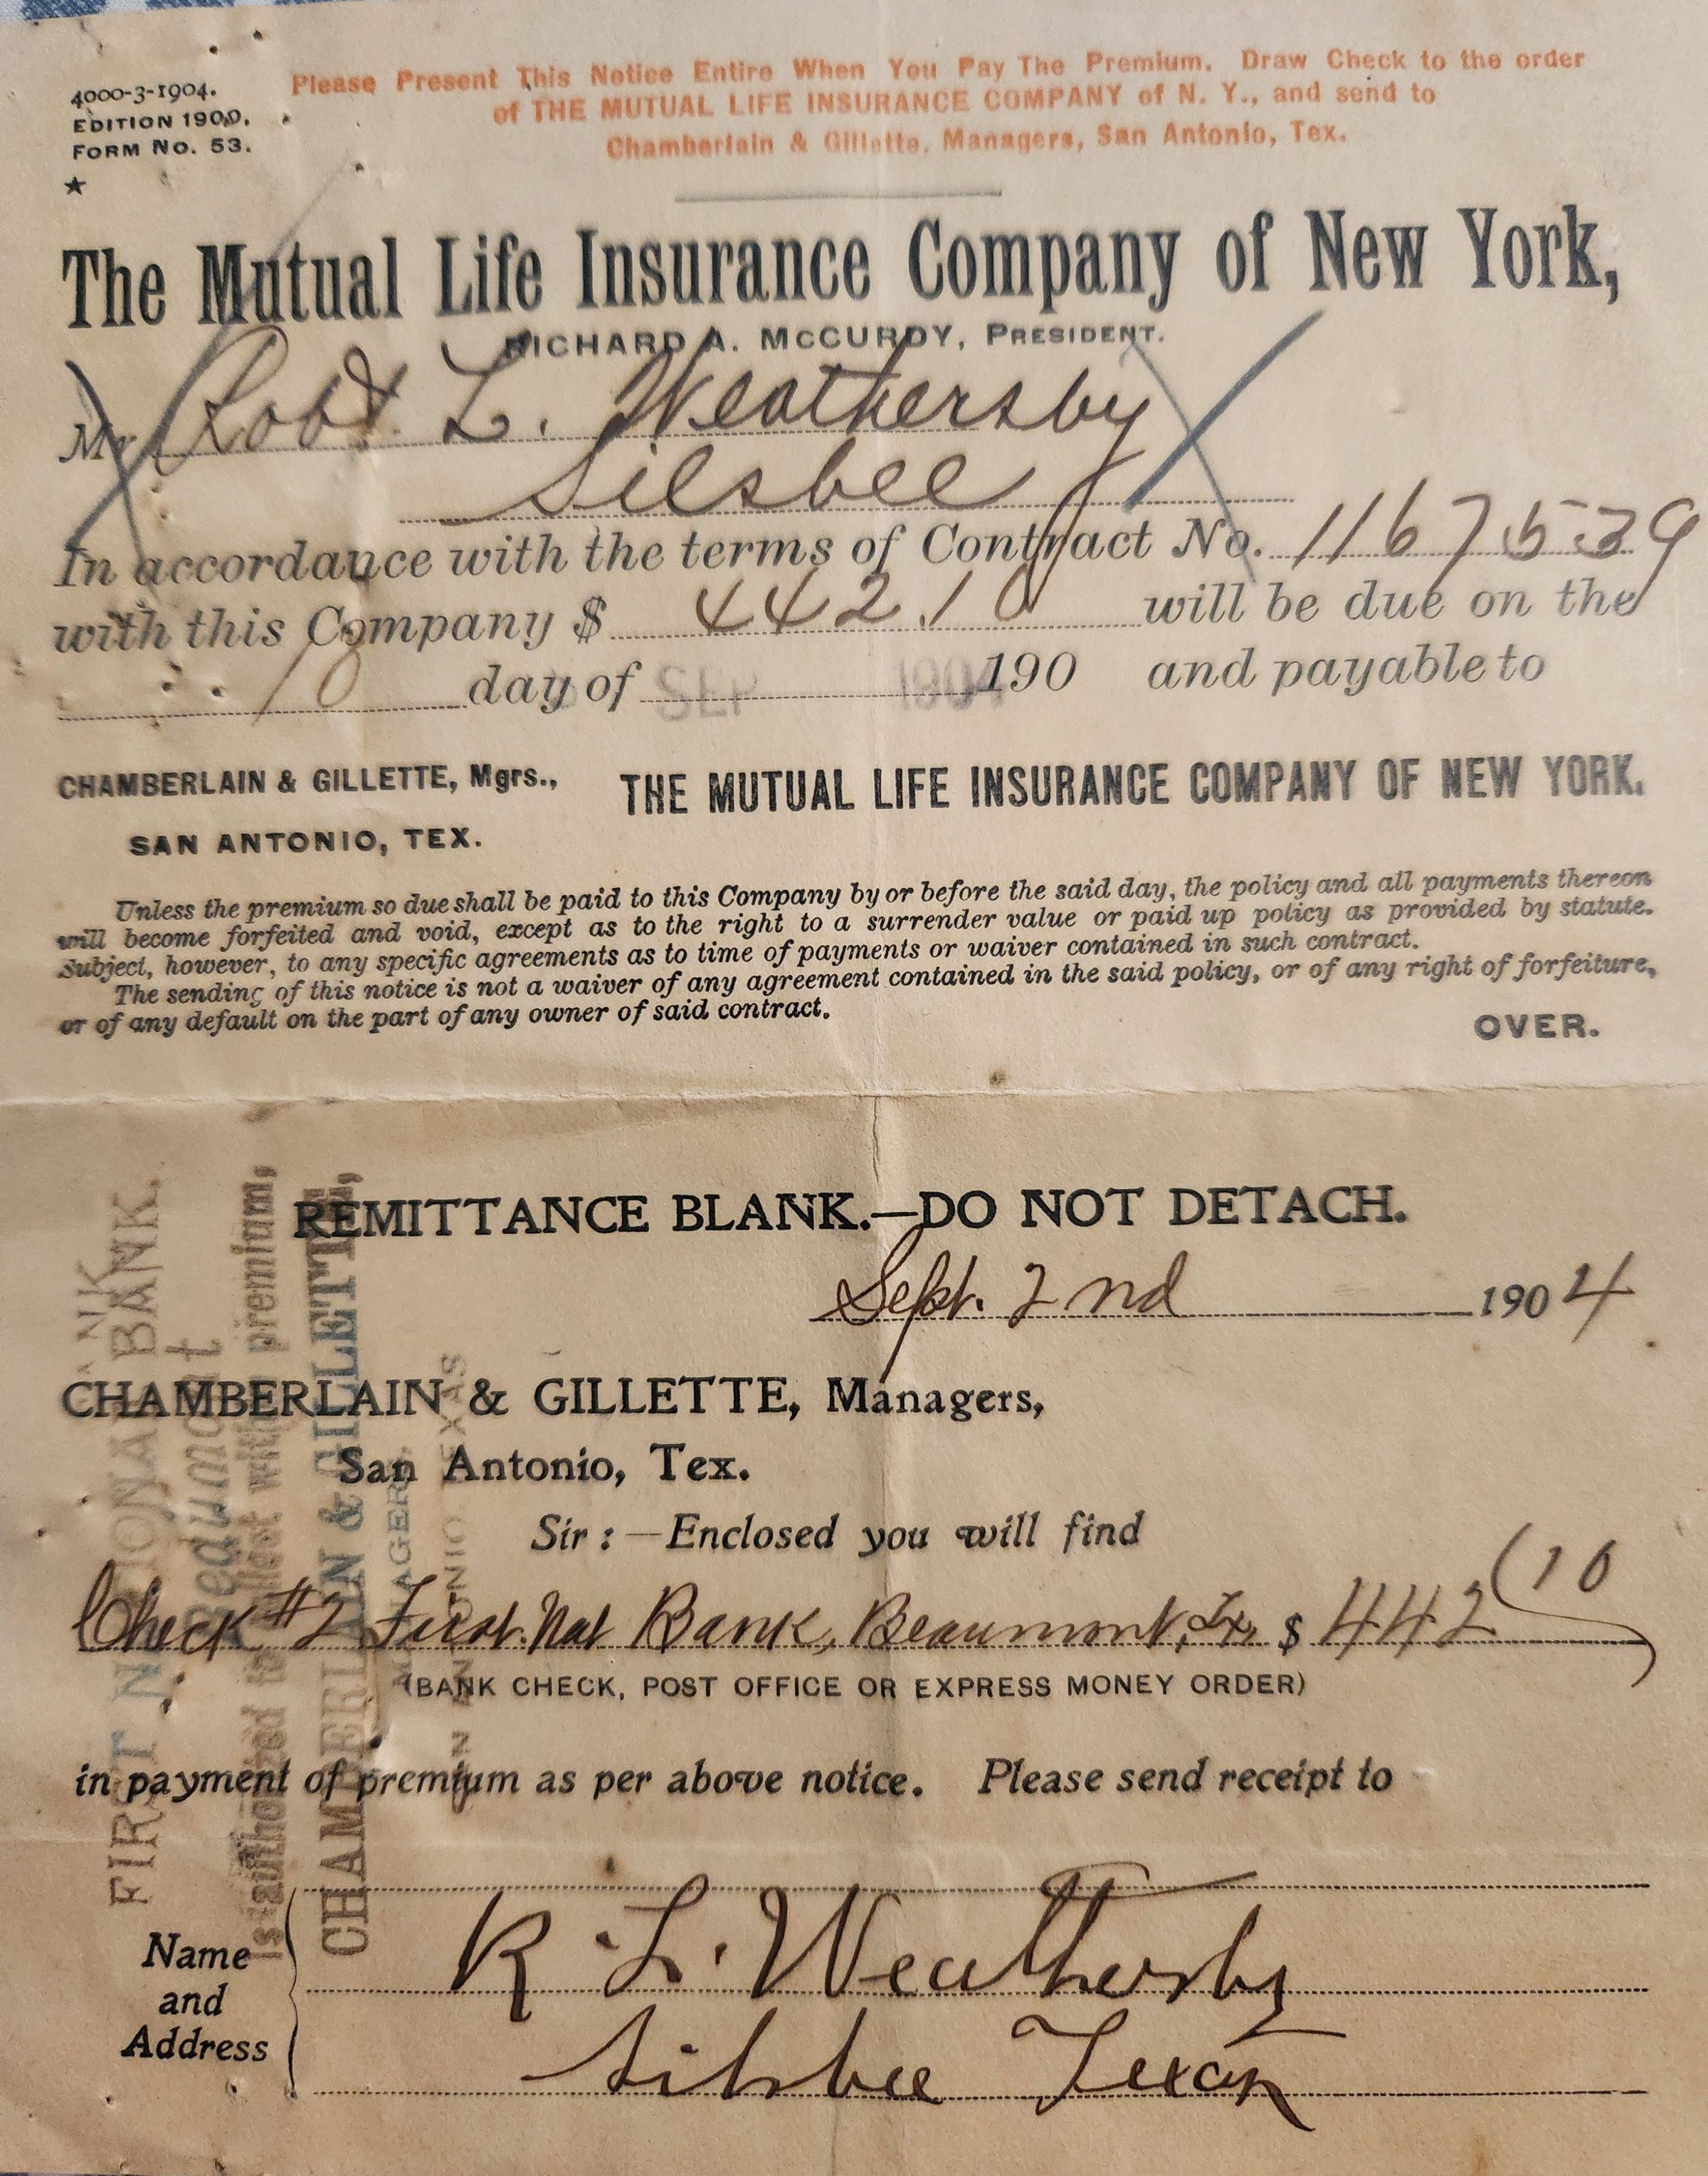 4000-3-1904.
EDITION 1900.
FORM NO. 53.
★
Please Present This Notice Entire When You Pay The Premium. Draw Check to the order
of THE MUTUAL LIFE INSURANCE COMPANY of N. Y., and send to
Chamberlain & Gillette, Managers, San Antonio, Tex.
The Mutual Life Insurance Company of New York,
RICHARD A. MCCURDY, PRESIDENT.
Mr Robt L. Weathersby
Silsbee
In accordance with the terms of Contract No. 1167539
with this Company $ 442.10 will be due on the
10 day of SEP 1904 190 and payable to
CHAMBERLAIN & GILLETTE, Mgrs.,
SAN ANTONIO, TEX.
THE MUTUAL LIFE INSURANCE COMPANY OF NEW YORK.
Unless the premium so due shall be paid to this Company by or before the said day, the policy and all payments thereon
will become forfeited and void, except as to the right to a surrender value or paid up policy as provided by statute.
Subject, however, to any specific agreements as to time of payments or waiver contained in such contract.
The sending of this notice is not a waiver of any agreement contained in the said policy, or of any right of forfeiture,
or of any default on the part of any owner of said contract.
OVER.
REMITTANCE BLANK.—DO NOT DETACH.
Sept. 2nd 1904
CHAMBERLAIN & GILLETTE, Managers,
San Antonio, Tex.
Sir:—Enclosed you will find
Check #2 First Nat Bank, Beaumont, Tx, $ 442 10
(BANK CHECK, POST OFFICE OR EXPRESS MONEY ORDER)
in payment of premium as per above notice. Please send receipt to
Name
and
Address
R. L. Weathersby
Silsbee Texas
FIRST NATIONAL BANK.
Beaumont
is authorized to premium,
CHAMBERLAIN & GILLETTE,
MANAGERS,
SAN ANTONIO TEXAS